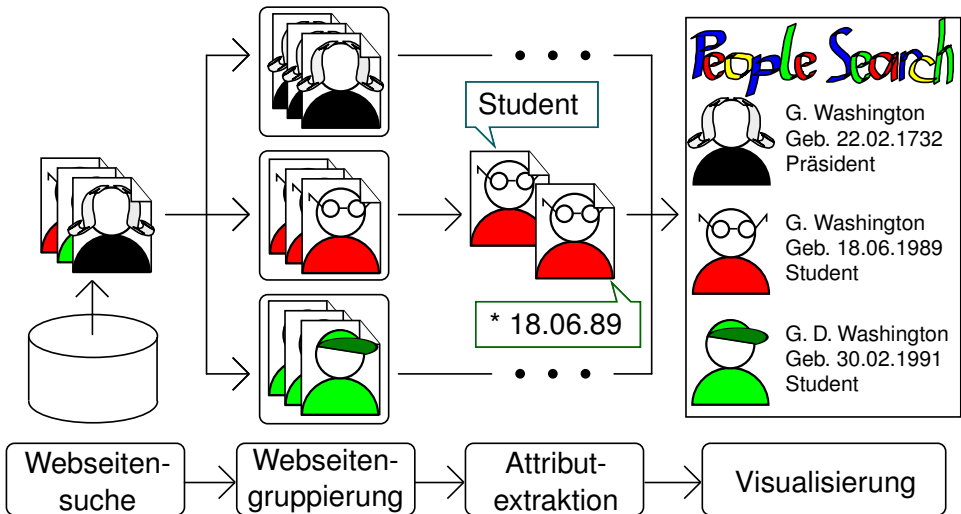 People Search
Student
G. Washington
Geb. 22.02.1732
Präsident
G. Washington
Geb. 18.06.1989
Student
* 18.06.89
G. D. Washington
Geb. 30.02.1991
Student
Webseiten-
suche
Webseiten-
gruppierung
Attribut-
extraktion
Visualisierung